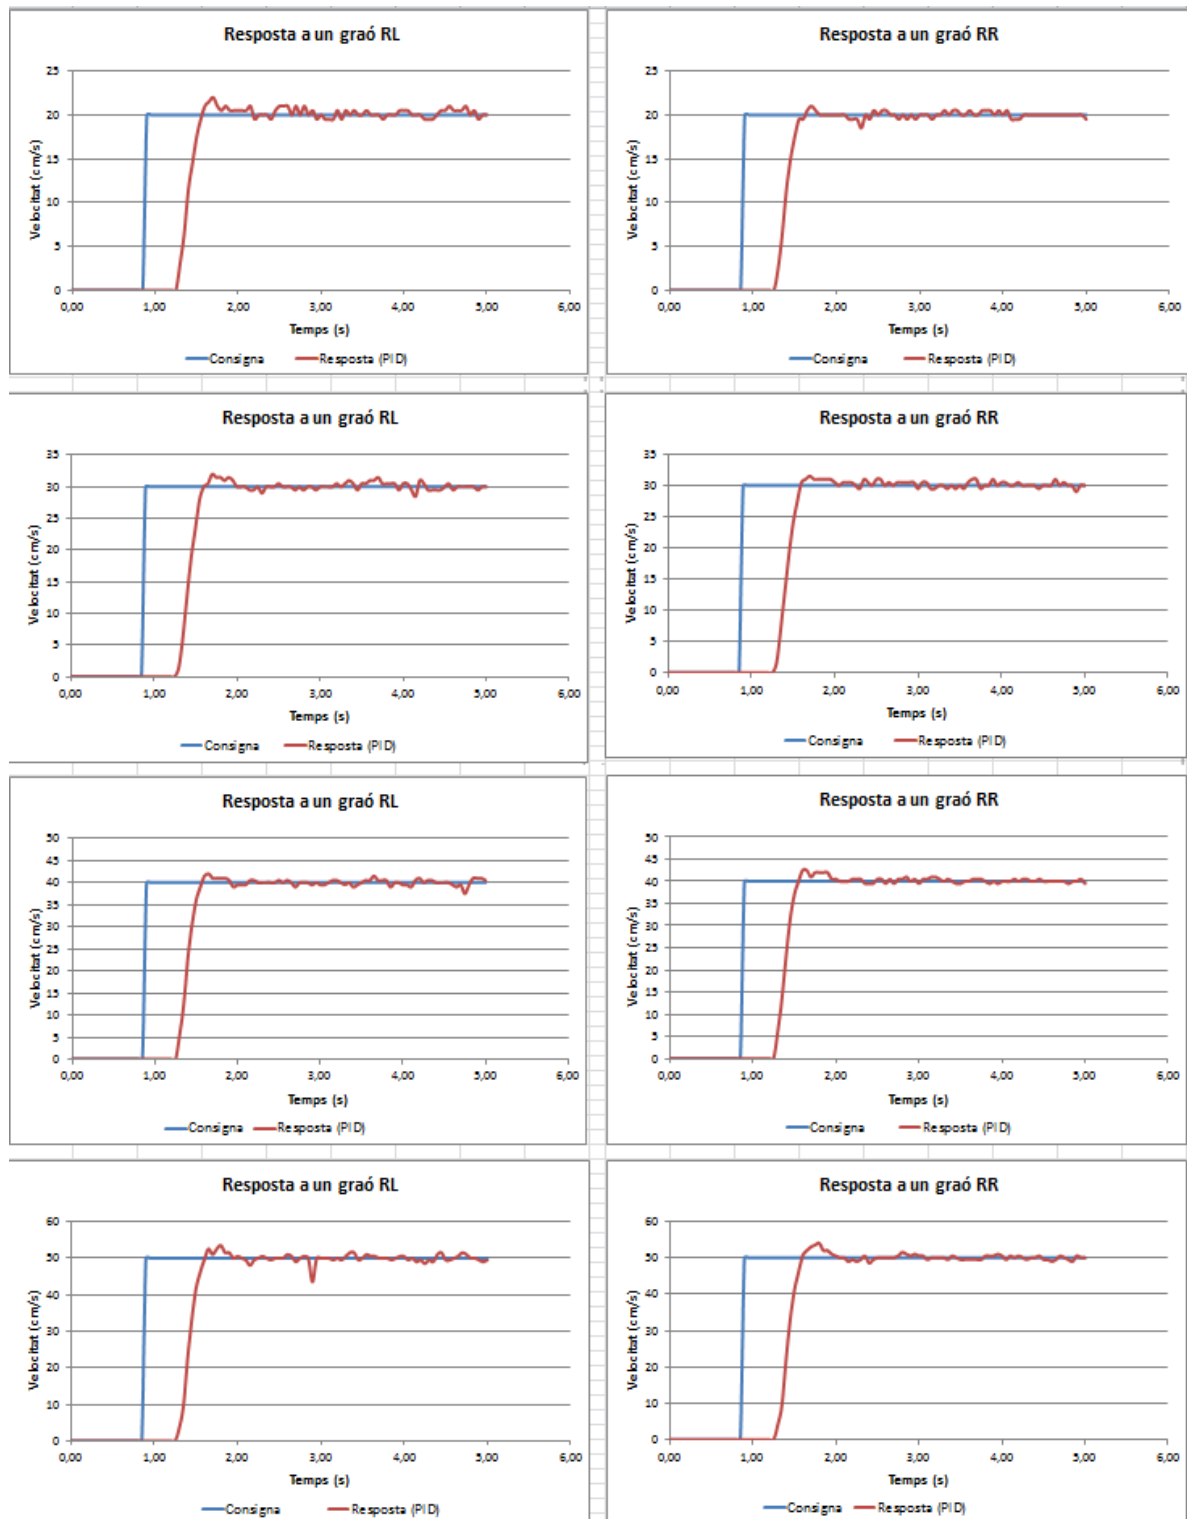 Resposta a un graó RL
Velocitat (cm/s)
25
20
15
10
5
0
0,00 1,00 2,00 3,00 4,00 5,00 6,00
Temps (s)
Consigna Resposta (PID)
Resposta a un graó RR
Velocitat (cm/s)
25
20
15
10
5
0
0,00 1,00 2,00 3,00 4,00 5,00 6,00
Temps (s)
Consigna Resposta (PID)
Resposta a un graó RL
Velocitat (cm/s)
35
30
25
20
15
10
5
0
0,00 1,00 2,00 3,00 4,00 5,00 6,00
Temps (s)
Consigna Resposta (PID)
Resposta a un graó RR
Velocitat (cm/s)
35
30
25
20
15
10
5
0
0,00 1,00 2,00 3,00 4,00 5,00 6,00
Temps (s)
Consigna Resposta (PID)
Resposta a un graó RL
Velocitat (cm/s)
50
45
40
35
30
25
20
15
10
5
0
0,00 1,00 2,00 3,00 4,00 5,00 6,00
Temps (s)
Consigna Resposta (PID)
Resposta a un graó RR
Velocitat (cm/s)
50
45
40
35
30
25
20
15
10
5
0
0,00 1,00 2,00 3,00 4,00 5,00 6,00
Temps (s)
Consigna Resposta (PID)
Resposta a un graó RL
Velocitat (cm/s)
60
50
40
30
20
10
0
0,00 1,00 2,00 3,00 4,00 5,00 6,00
Temps (s)
Consigna Resposta (PID)
Resposta a un graó RR
Velocitat (cm/s)
60
50
40
30
20
10
0
0,00 1,00 2,00 3,00 4,00 5,00 6,00
Temps (s)
Consigna Resposta (PID)